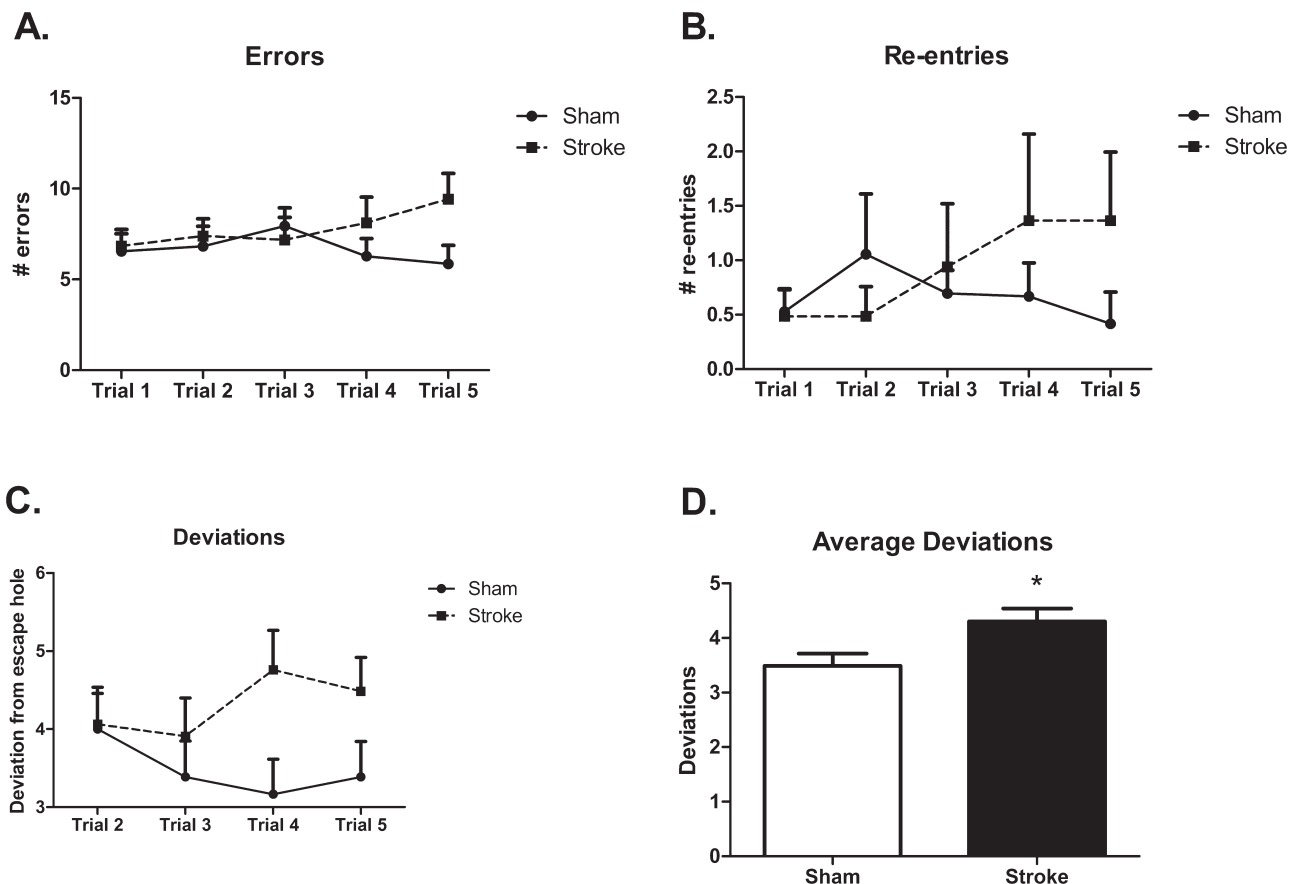 A.
Errors
# errors
15
10
5
0
Trial 1 Trial 2 Trial 3 Trial 4 Trial 5
Sham
Stroke
B.
Re-entries
# re-entries
2.5
2.0
1.5
1.0
0.5
0.0
Trial 1 Trial 2 Trial 3 Trial 4 Trial 5
Sham
Stroke
C.
Deviations
Deviation from escape hole
6
5
4
3
Trial 2 Trial 3 Trial 4 Trial 5
Sham
Stroke
D.
Average Deviations
Deviations
5
4
3
2
1
0
*
Sham Stroke